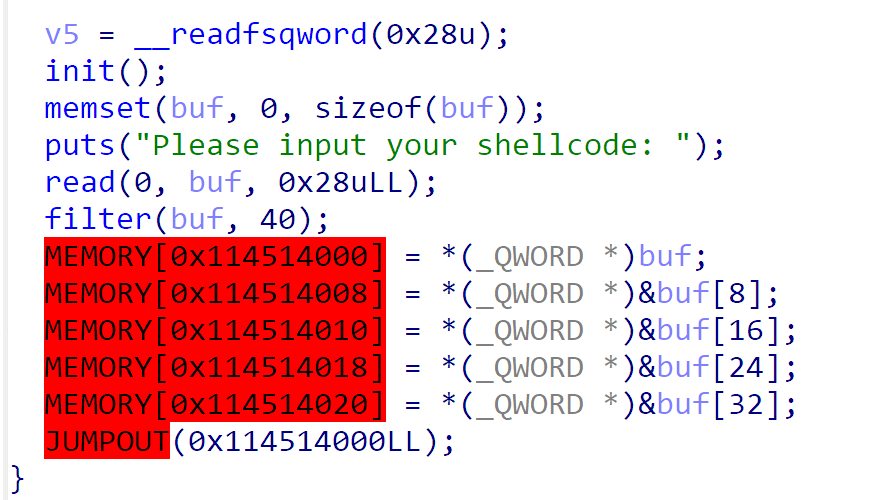 v5 = __readfsqword(0x28u);
init();
memset(buf, 0, sizeof(buf));
puts("Please input your shellcode: ");
read(0, buf, 0x28uLL);
filter(buf, 40);
MEMORY[0x114514000] = *(_QWORD *)buf;
MEMORY[0x114514008] = *(_QWORD *)&buf[8];
MEMORY[0x114514010] = *(_QWORD *)&buf[16];
MEMORY[0x114514018] = *(_QWORD *)&buf[24];
MEMORY[0x114514020] = *(_QWORD *)&buf[32];
JUMPOUT(0x114514000LL);
}